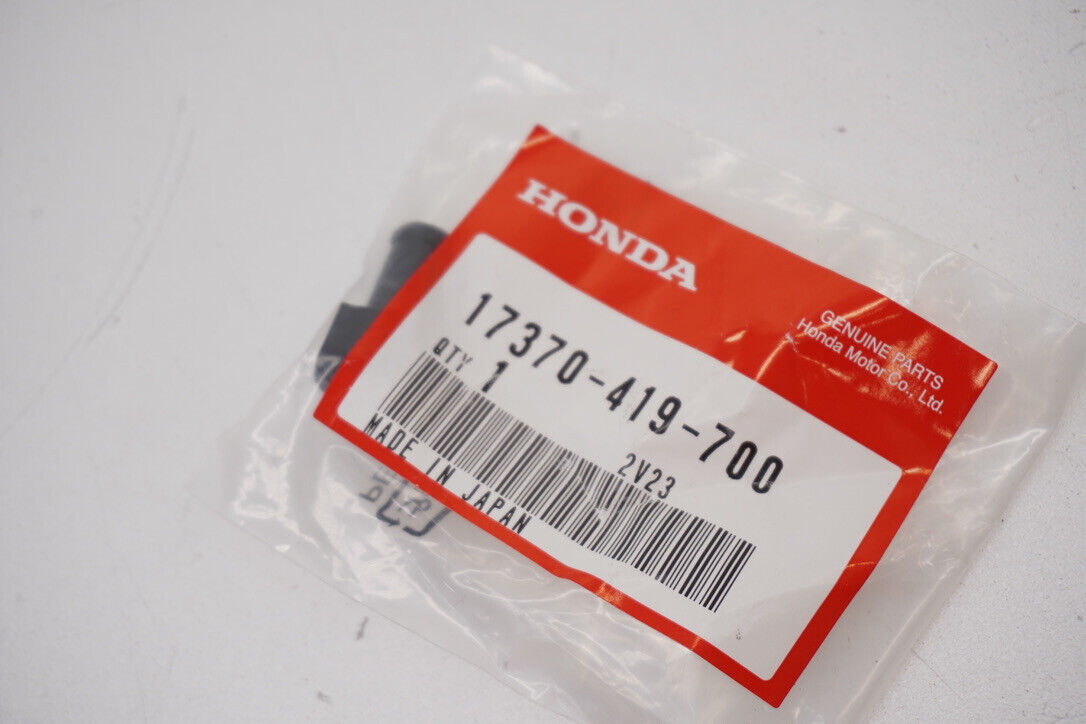 HONDA
GENUINE PARTS
Honda Motor Co., Ltd.
17370-419-700
QTY 1
2V23
MADE IN JAPAN